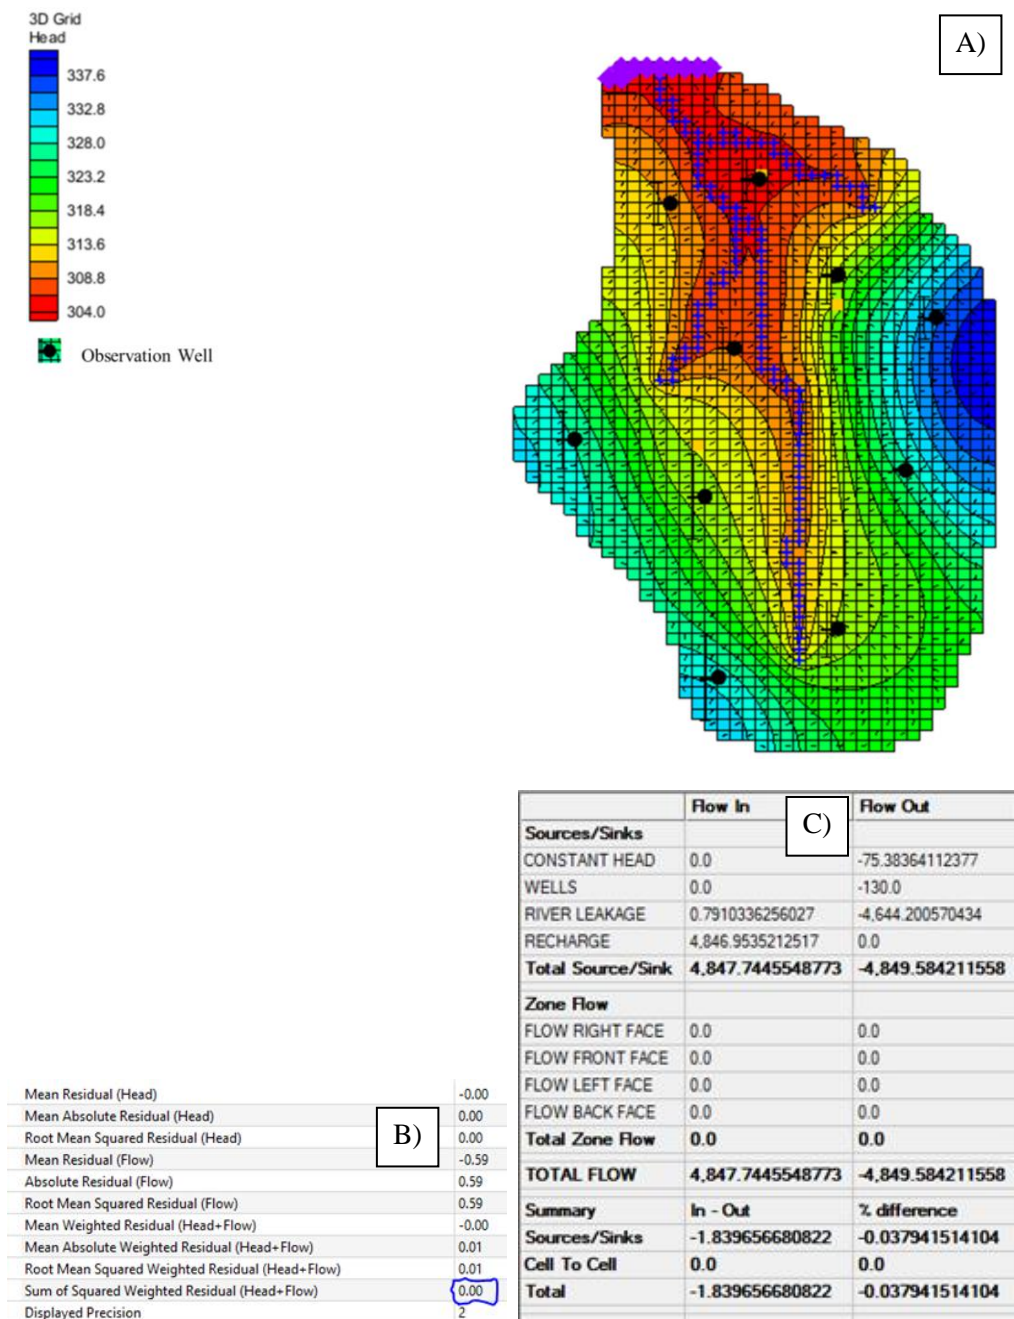 3D Grid
Head
337.6
332.8
328.0
323.2
318.4
313.6
308.8
304.0
Observation Well
A)
Mean Residual (Head) -0.00
Mean Absolute Residual (Head) 0.00
Root Mean Squared Residual (Head) 0.00
Mean Residual (Flow) -0.59
Absolute Residual (Flow) 0.59
Root Mean Squared Residual (Flow) 0.59
Mean Weighted Residual (Head+Flow) -0.00
Mean Absolute Weighted Residual (Head+Flow) 0.01
Root Mean Squared Weighted Residual (Head+Flow) 0.01
Sum of Squared Weighted Residual (Head+Flow) 0.00
Displayed Precision 2
B)
Flow In Flow Out
Sources/Sinks
CONSTANT HEAD 0.0 -75.38364112377
WELLS 0.0 -130.0
RIVER LEAKAGE 0.7910336256027 -4,644.200570434
RECHARGE 4,846.9535212517 0.0
Total Source/Sink 4,847.7445548773 -4,849.584211558
Zone Flow
FLOW RIGHT FACE 0.0 0.0
FLOW FRONT FACE 0.0 0.0
FLOW LEFT FACE 0.0 0.0
FLOW BACK FACE 0.0 0.0
Total Zone Flow 0.0 0.0
TOTAL FLOW 4,847.7445548773 -4,849.584211558
Summary In - Out % difference
Sources/Sinks -1.839656680822 -0.037941514104
Cell To Cell 0.0 0.0
Total -1.839656680822 -0.037941514104
C)